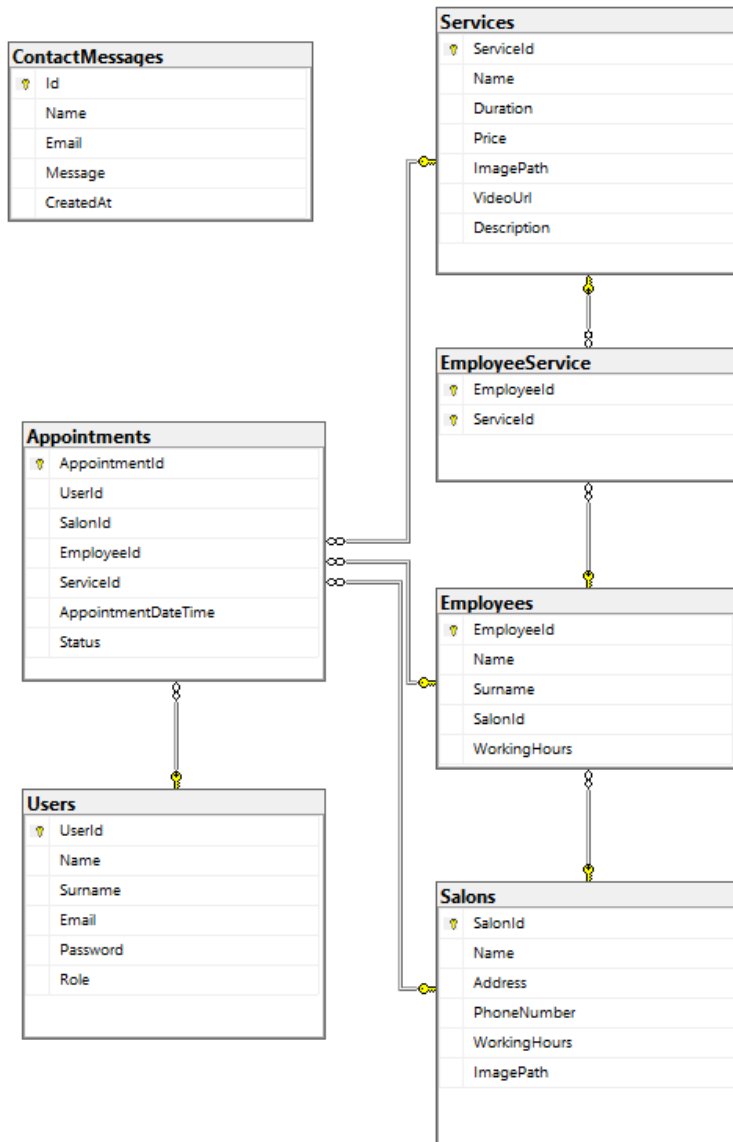 ContactMessages
Id
Name
Email
Message
CreatedAt
Services
ServiceId
Name
Duration
Price
ImagePath
VideoUrl
Description
EmployeeService
EmployeeId
ServiceId
Appointments
AppointmentId
UserId
SalonId
EmployeeId
ServiceId
AppointmentDateTime
Status
Employees
EmployeeId
Name
Surname
SalonId
WorkingHours
Users
UserId
Name
Surname
Email
Password
Role
Salons
SalonId
Name
Address
PhoneNumber
WorkingHours
ImagePath